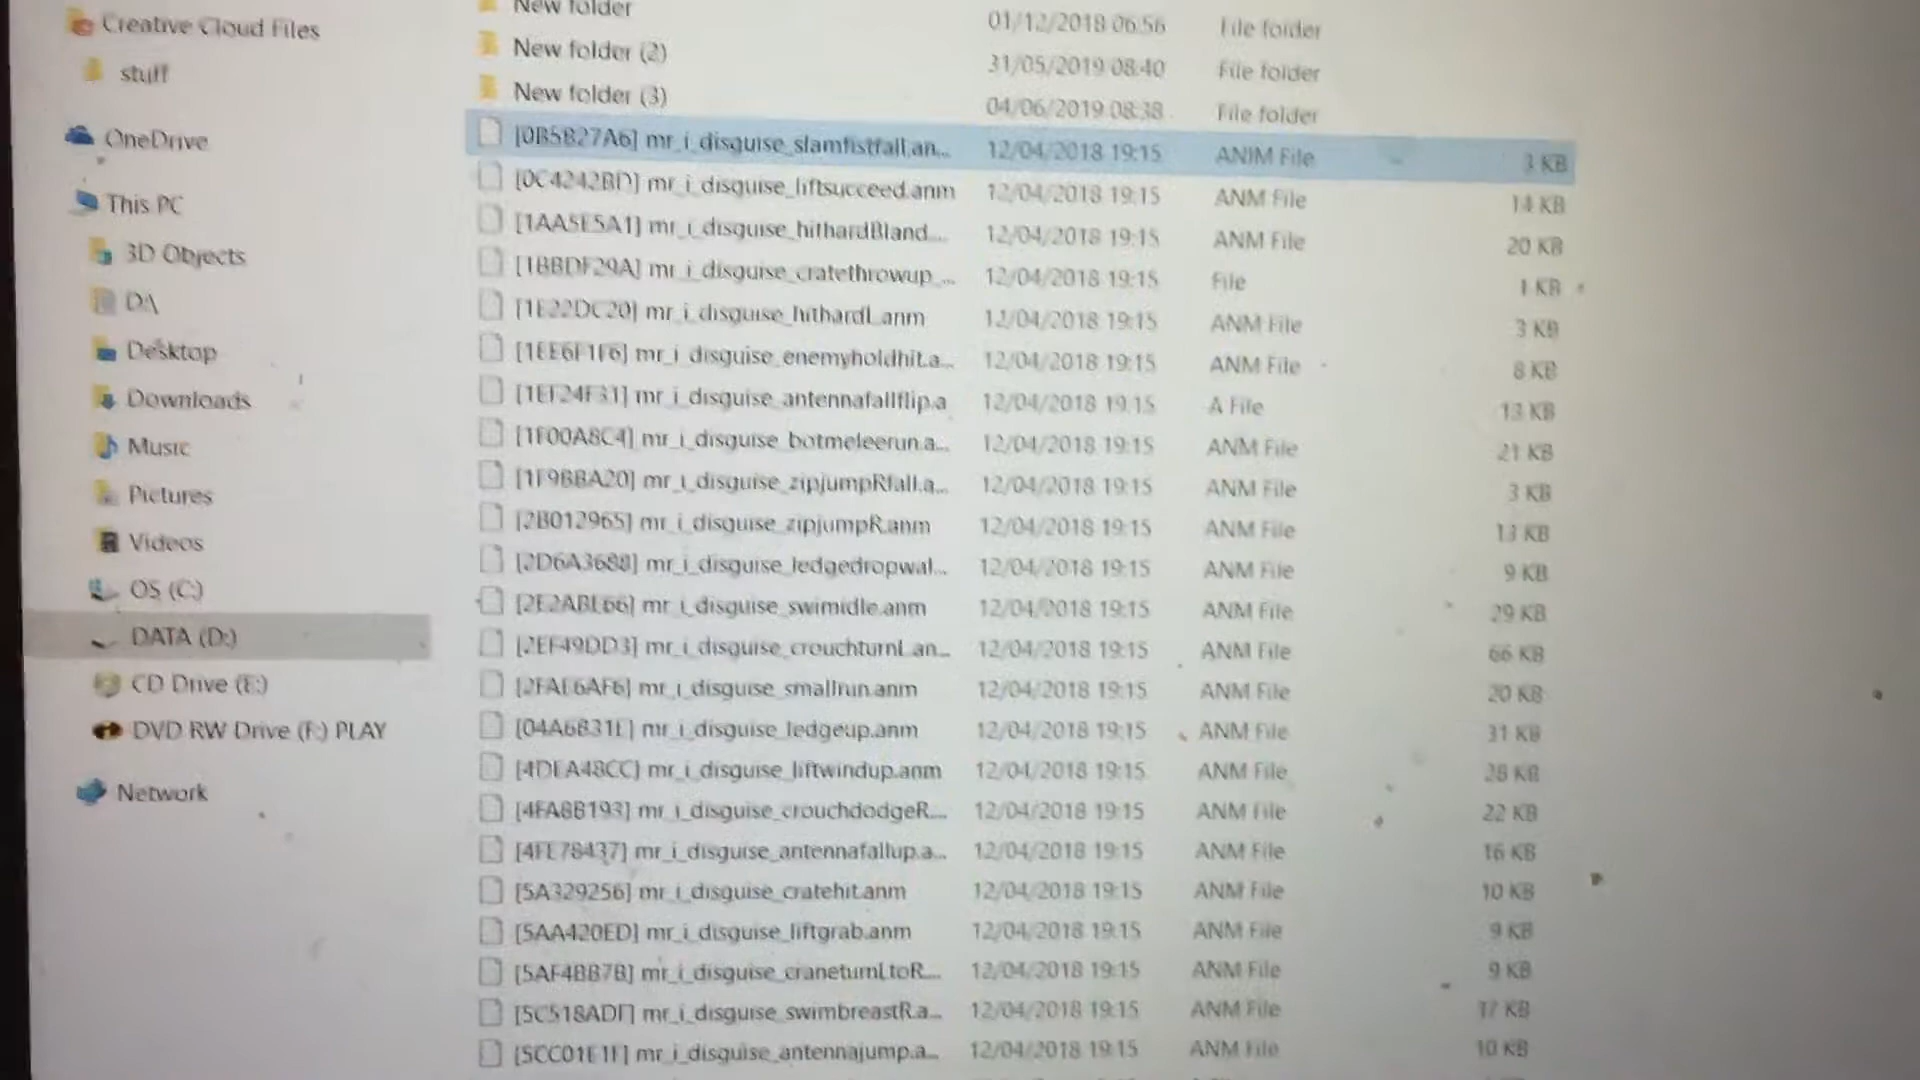 Creative Cloud Files
stuff
OneDrive
This PC
3D Objects
D:\
Desktop
Downloads
Music
Pictures
Videos
OS (C:)
DATA (D:)
CD Drive (E:)
DVD RW Drive (F:) PLAY
Network
New folder 01/12/2018 06:56 File folder
New folder (2) 31/05/2019 08:40 File folder
New folder (3) 04/06/2019 08:38 File folder
[0B5B27A6] mr_i_disguise_slamfistfall.an... 12/04/2018 19:15 ANIM File 3 KB
[0C4242BD] mr_i_disguise_liftsucceed.anm 12/04/2018 19:15 ANM File 14 KB
[1AA5E5A1] mr_i_disguise_hithardBland... 12/04/2018 19:15 ANM File 20 KB
[1BBDF29A] mr_i_disguise_cratethrowup_... 12/04/2018 19:15 File 1 KB
[1E22DC20] mr_i_disguise_hithardL.anm 12/04/2018 19:15 ANM File 3 KB
[1EE6F1F6] mr_i_disguise_enemyholdhit.a... 12/04/2018 19:15 ANM File 8 KB
[1EF24F31] mr_i_disguise_antennafallflip.a 12/04/2018 19:15 A File 13 KB
[1F00A8C4] mr_i_disguise_botmeleerun.a... 12/04/2018 19:15 ANM File 21 KB
[1F9BBA20] mr_i_disguise_zipjumpRfall.a... 12/04/2018 19:15 ANM File 3 KB
[2B012965] mr_i_disguise_zipjumpR.anm 12/04/2018 19:15 ANM File 13 KB
[2D6A3688] mr_i_disguise_ledgedropwal... 12/04/2018 19:15 ANM File 9 KB
[2E2ABE66] mr_i_disguise_swimidle.anm 12/04/2018 19:15 ANM File 29 KB
[2EF49DD3] mr_i_disguise_crouchturnL.an... 12/04/2018 19:15 ANM File 66 KB
[2FAE6AF6] mr_i_disguise_smallrun.anm 12/04/2018 19:15 ANM File 20 KB
[04A6B31E] mr_i_disguise_ledgeup.anm 12/04/2018 19:15 ANM File 31 KB
[4DEA48CC] mr_i_disguise_liftwindup.anm 12/04/2018 19:15 ANM File 28 KB
[4FA8B193] mr_i_disguise_crouchdodgeR.... 12/04/2018 19:15 ANM File 22 KB
[4FE78437] mr_i_disguise_antennafallup.a... 12/04/2018 19:15 ANM File 16 KB
[5A329256] mr_i_disguise_cratehit.anm 12/04/2018 19:15 ANM File 10 KB
[5AA420ED] mr_i_disguise_liftgrab.anm 12/04/2018 19:15 ANM File 9 KB
[5AF4BB7B] mr_i_disguise_craneturnLtoR.... 12/04/2018 19:15 ANM File 9 KB
[5C518ADF] mr_i_disguise_swimbreastR.a... 12/04/2018 19:15 ANM File 17 KB
[5CC01E1F] mr_i_disguise_antennajump.a... 12/04/2018 19:15 ANM File 10 KB